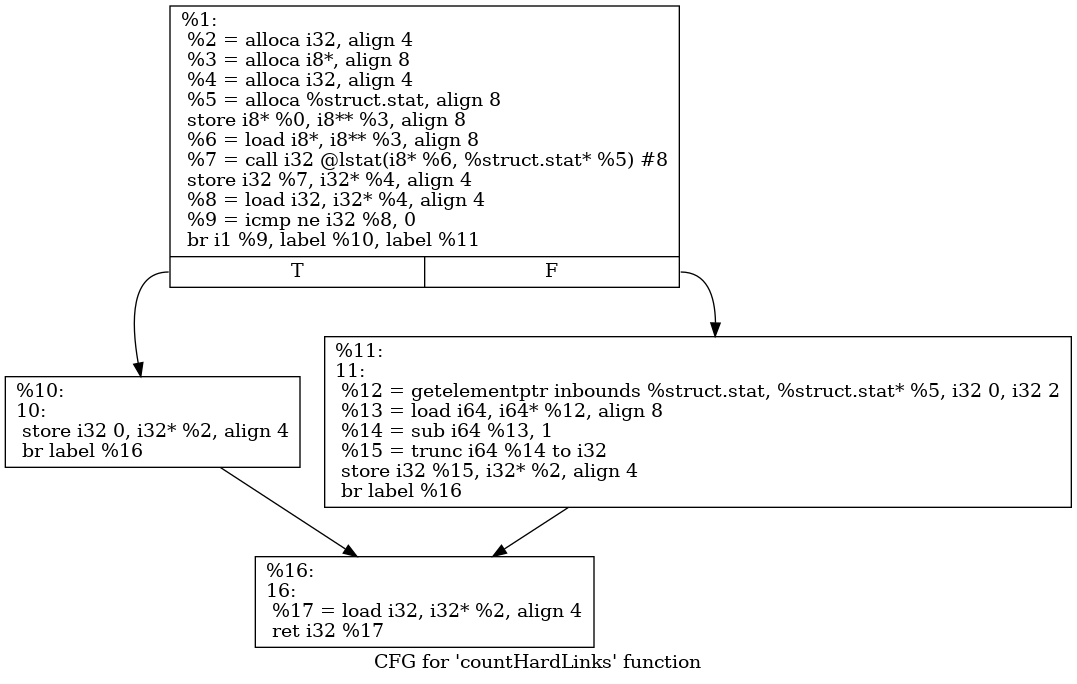 %1:
%2 = alloca i32, align 4
%3 = alloca i8*, align 8
%4 = alloca i32, align 4
%5 = alloca %struct.stat, align 8
store i8* %0, i8** %3, align 8
%6 = load i8*, i8** %3, align 8
%7 = call i32 @lstat(i8* %6, %struct.stat* %5) #8
store i32 %7, i32* %4, align 4
%8 = load i32, i32* %4, align 4
%9 = icmp ne i32 %8, 0
br i1 %9, label %10, label %11
T
F
%10:
10:
store i32 0, i32* %2, align 4
br label %16
%11:
11:
%12 = getelementptr inbounds %struct.stat, %struct.stat* %5, i32 0, i32 2
%13 = load i64, i64* %12, align 8
%14 = sub i64 %13, 1
%15 = trunc i64 %14 to i32
store i32 %15, i32* %2, align 4
br label %16
%16:
16:
%17 = load i32, i32* %2, align 4
ret i32 %17
CFG for 'countHardLinks' function